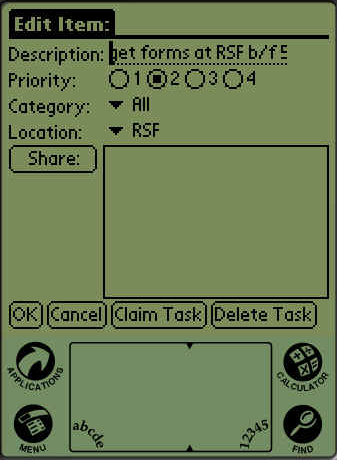 Edit Item:
Description: get forms at RSF b/f 5
Priority: 1 2 3 4
Category: All
Location: RSF
Share:
OK Cancel Claim Task Delete Task
APPLICATIONS CALCULATOR
MENU abcde 12345 FIND